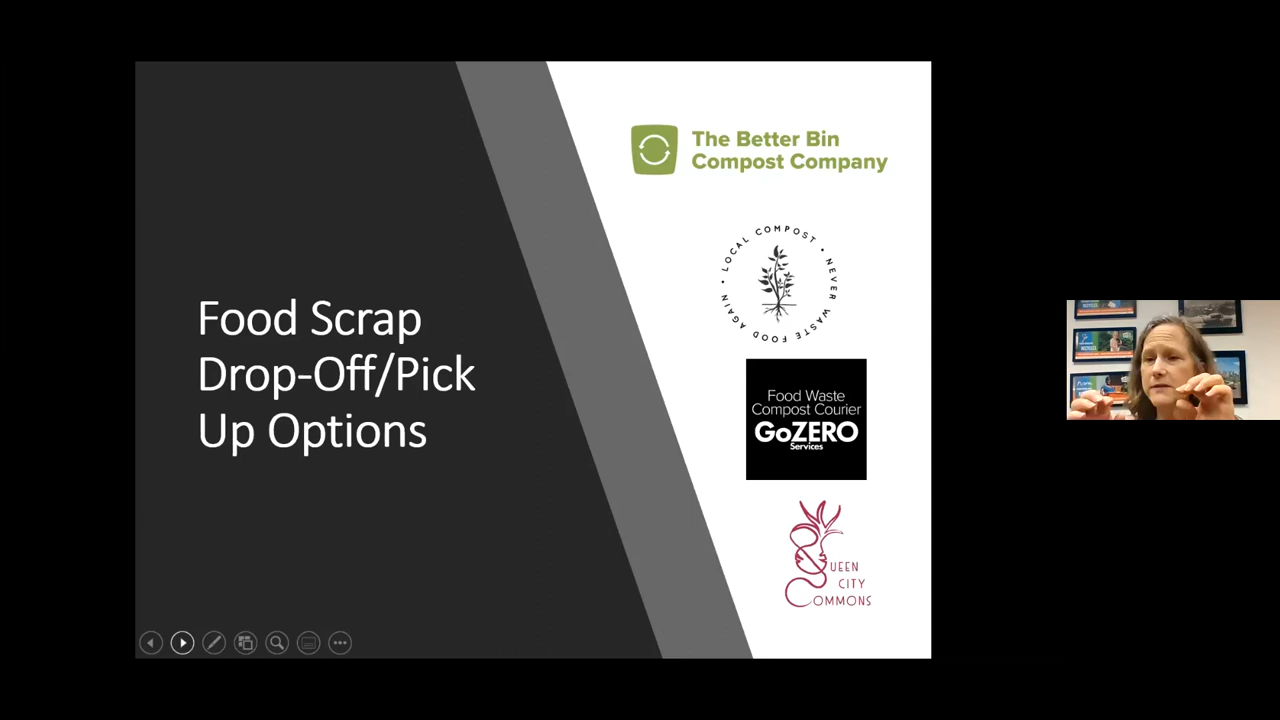 Food Scrap
Drop-Off/Pick
Up Options
The Better Bin
Compost Company
• LOCAL COMPOST • NEVER WASTE FOOD AGAIN
Food Waste
Compost Courier
GoZERO
Services
QUEEN
CITY
COMMONS